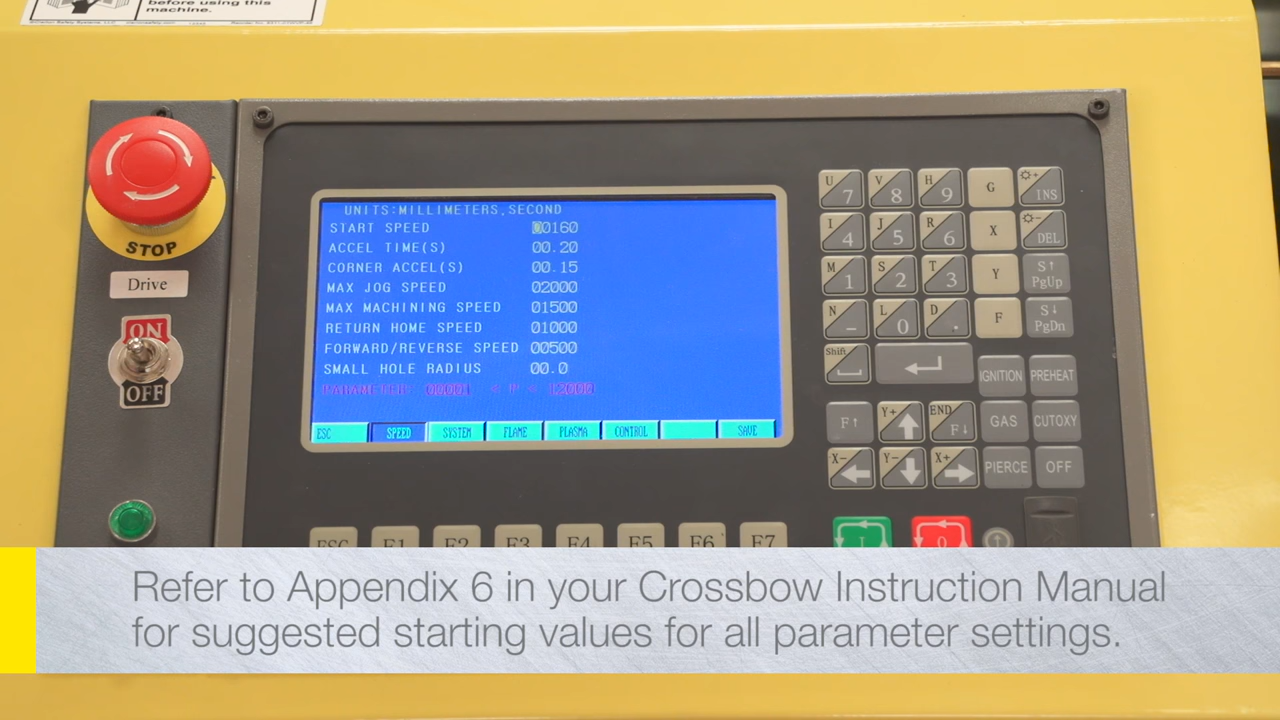 before using this
machine.
STOP
Drive
ON
OFF
UNITS:MILLIMETERS,SECOND
START SPEED 00160
ACCEL TIME(S) 00.20
CORNER ACCEL(S) 00.15
MAX JOG SPEED 02000
MAX MACHINING SPEED 01500
RETURN HOME SPEED 01000
FORWARD/REVERSE SPEED 00500
SMALL HOLE RADIUS 00.0
PARAMETER: 00001 < P < 12000
ESC SPEED SYSTEM FLAME PLASMA CONTROL SAVE
U 7 V 8 H 9 G INS
I 4 J 5 R 6 X DEL
M 1 S 2 T 3 Y S↑ PgUp
N - L 0 D . F S↓ PgDn
Shift IGNITION PREHEAT
F↑ Y+ END F↓ GAS CUTOXY
X- Y- X+ PIERCE OFF
ESC F1 F2 F3 F4 F5 F6 F7
Refer to Appendix 6 in your Crossbow Instruction Manual
for suggested starting values for all parameter settings.